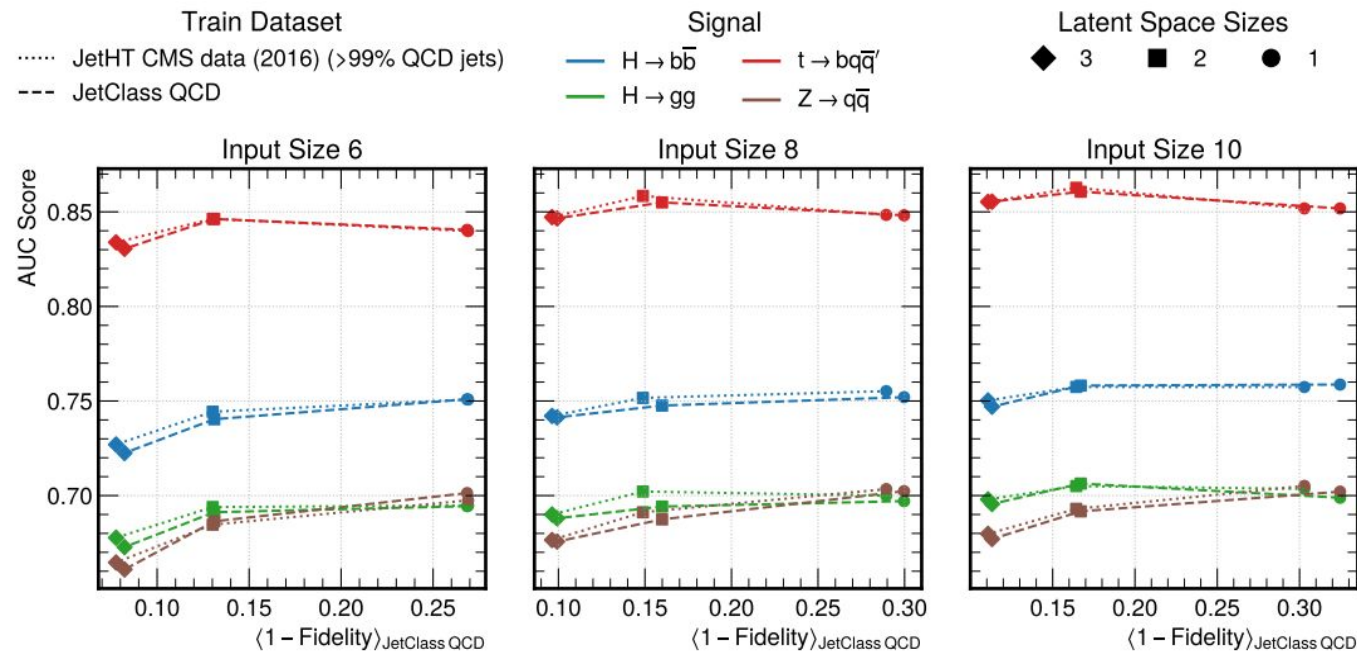 Train Dataset
JetHT CMS data (2016) (>99% QCD jets)
JetClass QCD
Signal
H → bb̅
t → bqq̅′
H → gg
Z → qq̅
Latent Space Sizes
3 2 1
Input Size 6
Input Size 8
Input Size 10
AUC Score
0.85
0.80
0.75
0.70
0.10 0.15 0.20 0.25
0.10 0.15 0.20 0.25 0.30
0.15 0.20 0.25 0.30
⟨1 − Fidelity⟩JetClass QCD
⟨1 − Fidelity⟩JetClass QCD
⟨1 − Fidelity⟩JetClass QCD